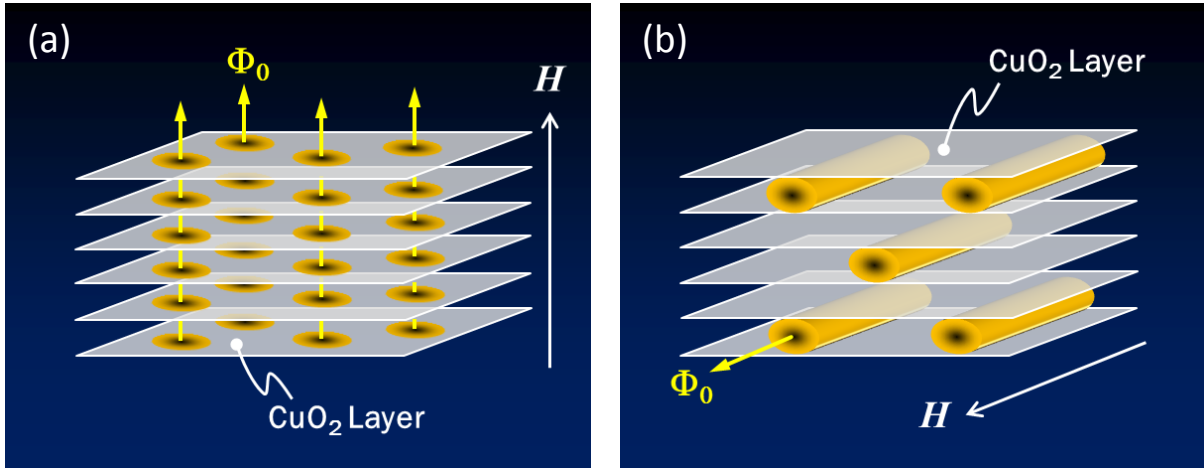 (a)
Φ₀
H
CuO₂ Layer
(b)
CuO₂ Layer
Φ₀
H